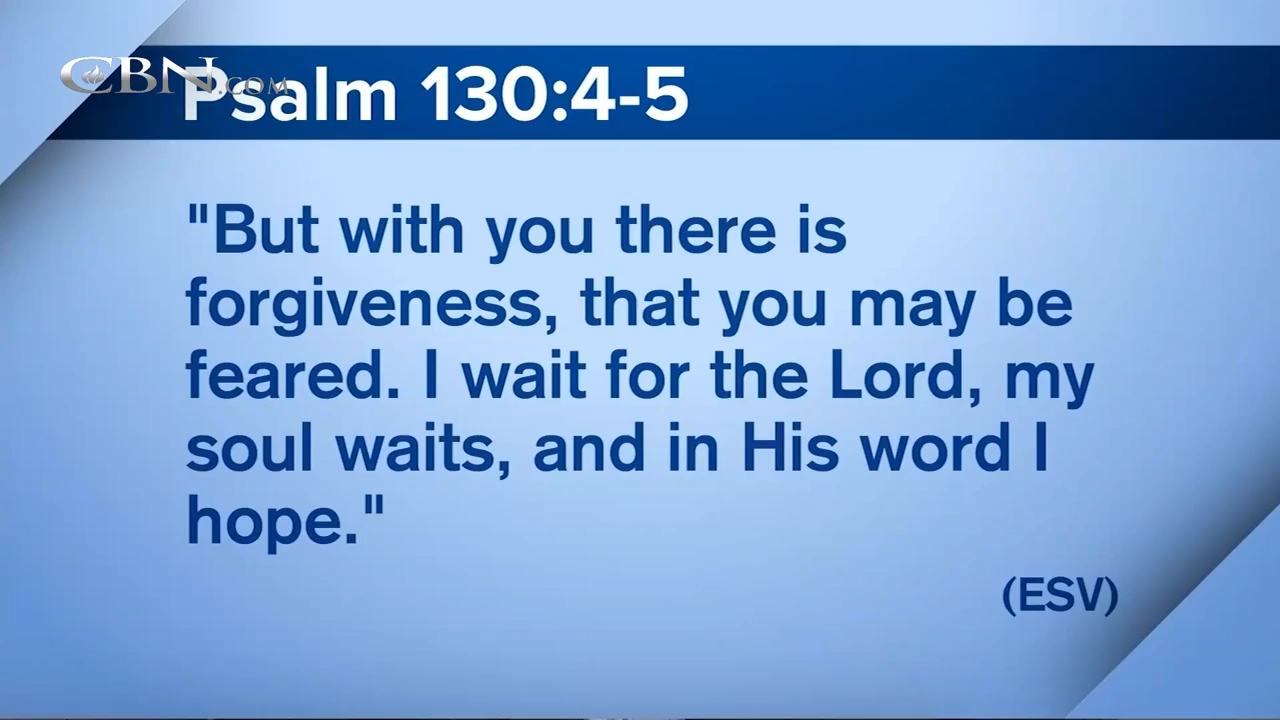 CBN.COM
Psalm 130:4-5
"But with you there is
forgiveness, that you may be
feared. I wait for the Lord, my
soul waits, and in His word I
hope."
(ESV)